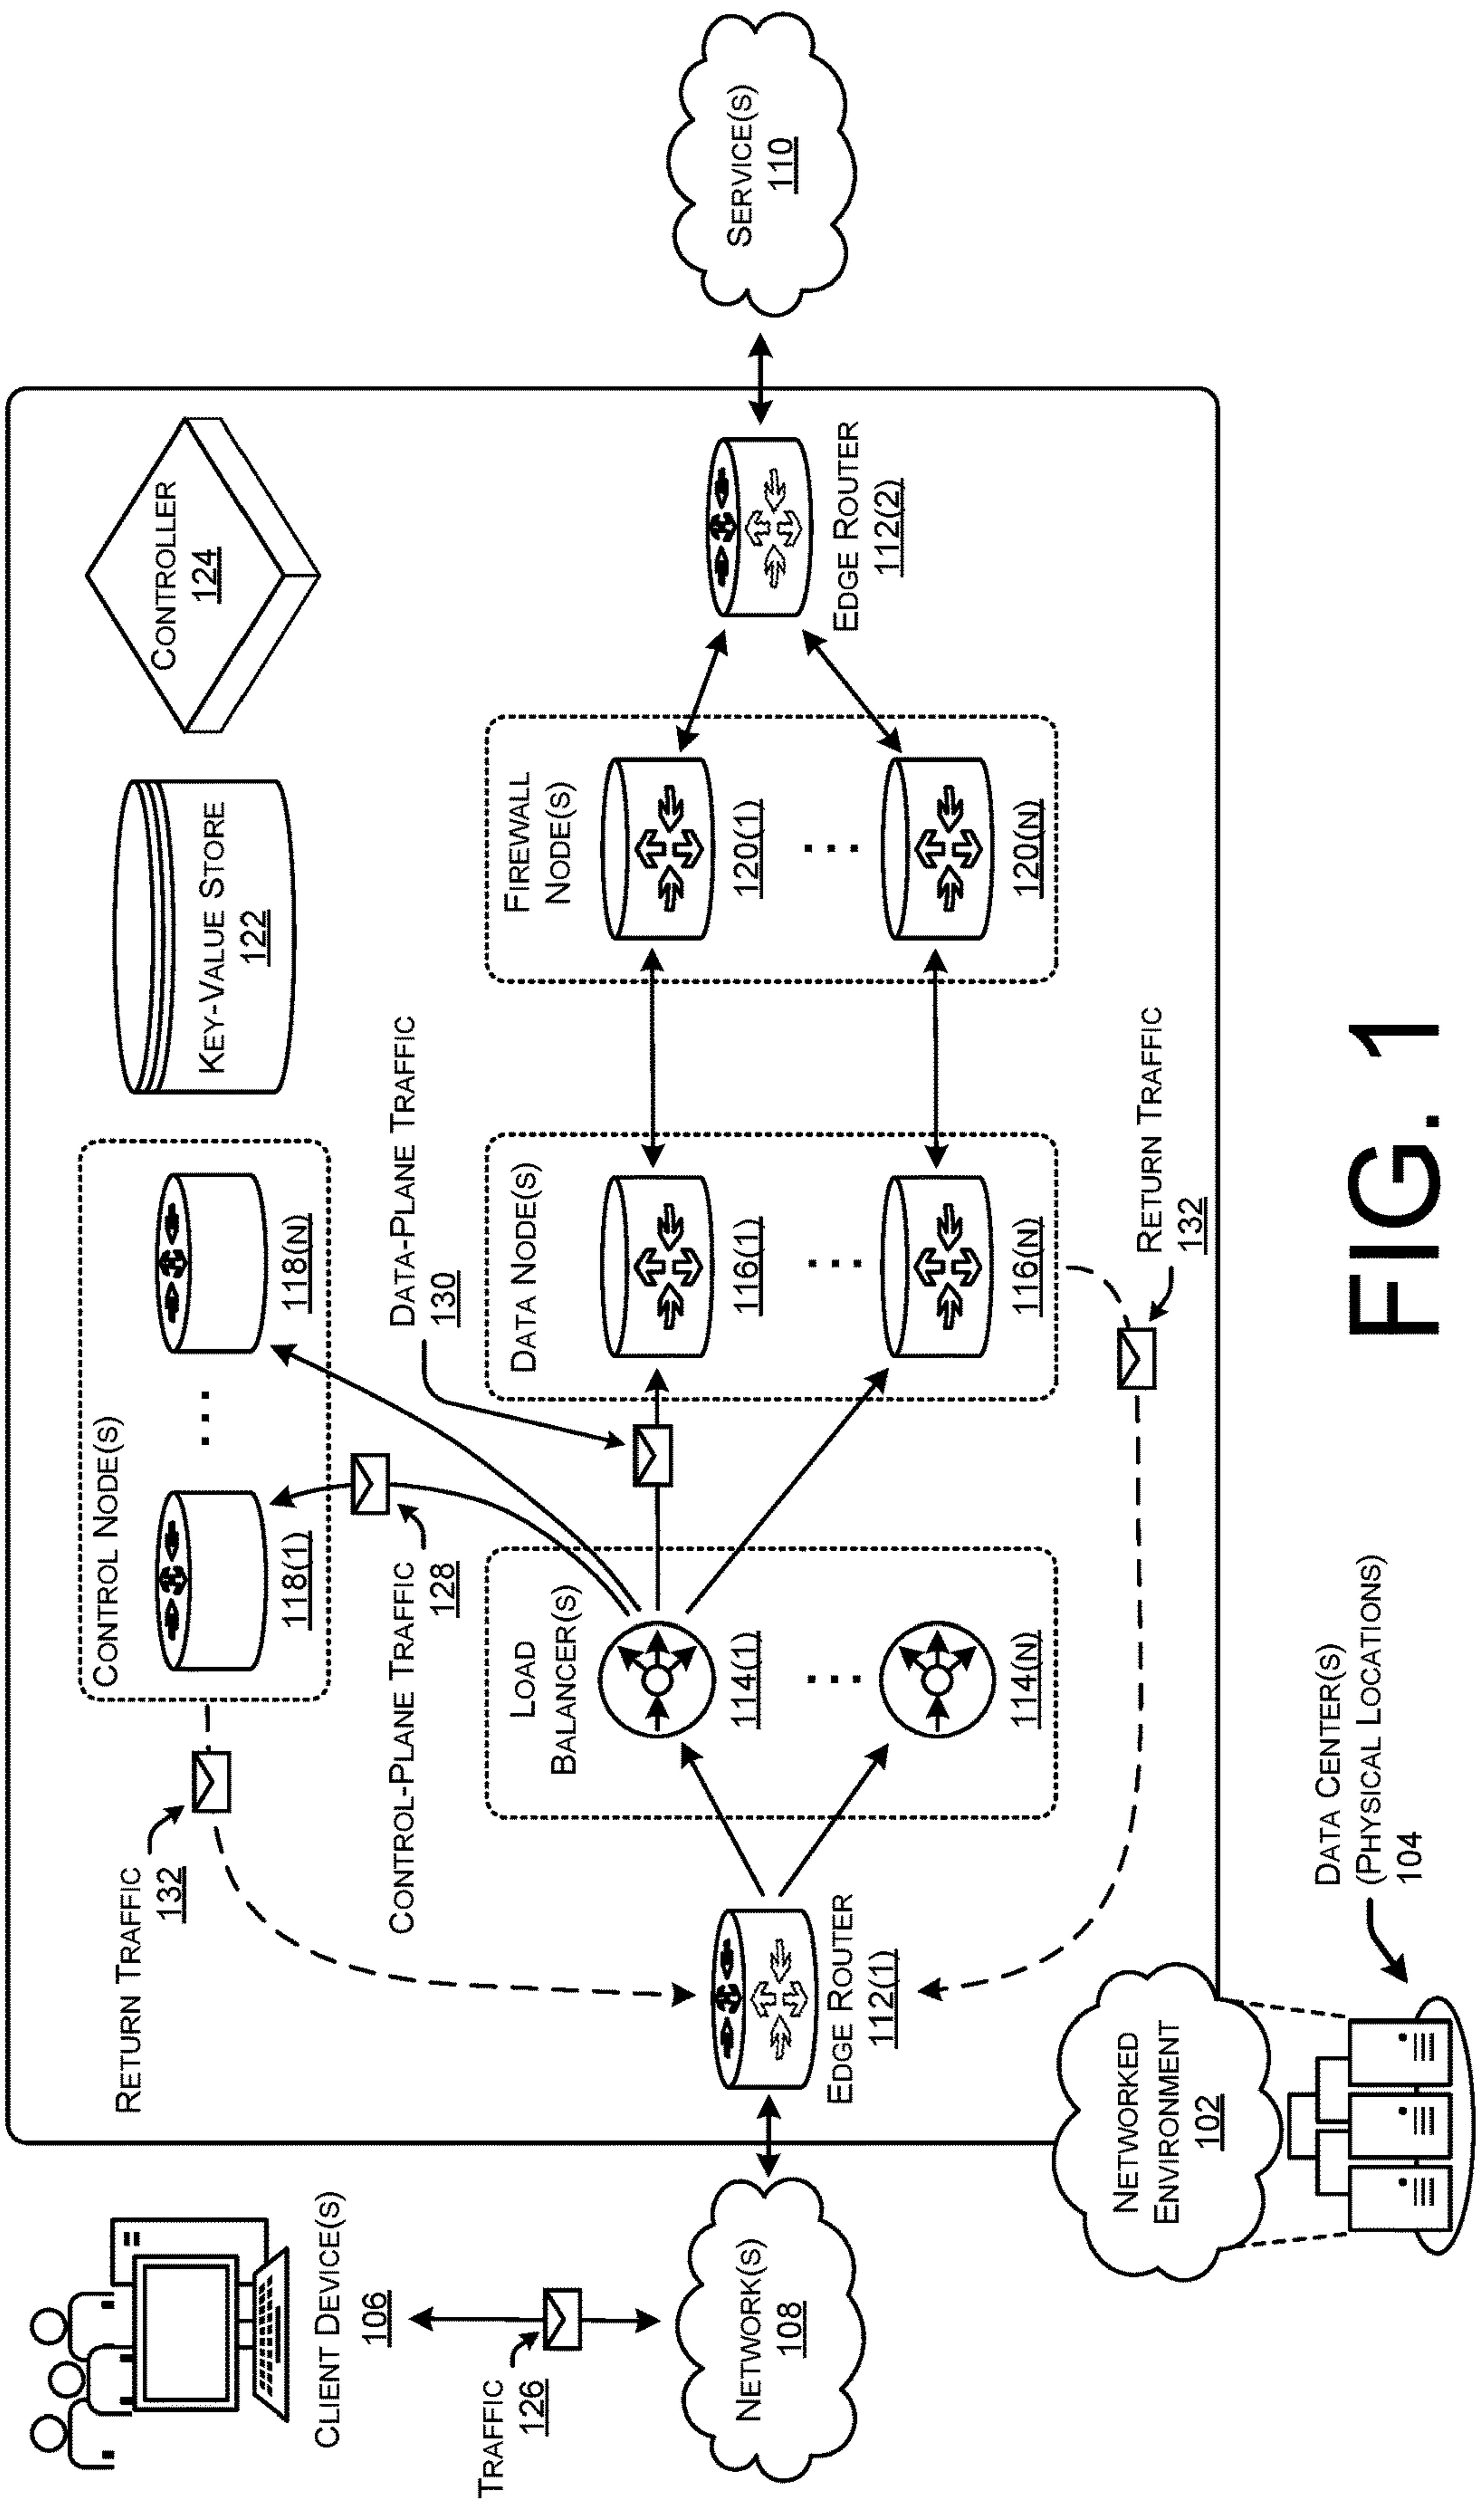 CLIENT DEVICE(S)
106
TRAFFIC
126
NETWORK(S)
108
RETURN TRAFFIC
132
CONTROL NODE(S)
118(1)
...
118(N)
KEY-VALUE STORE
122
CONTROLLER
124
CONTROL-PLANE TRAFFIC
128
DATA-PLANE TRAFFIC
130
EDGE ROUTER
112(1)
LOAD
BALANCER(S)
114(1)
...
114(N)
DATA NODE(S)
116(1)
...
116(N)
FIREWALL
NODE(S)
120(1)
...
120(N)
EDGE ROUTER
112(2)
SERVICE(S)
110
RETURN TRAFFIC
132
NETWORKED
ENVIRONMENT
102
DATA CENTER(S)
(PHYSICAL LOCATIONS)
104
FIG. 1